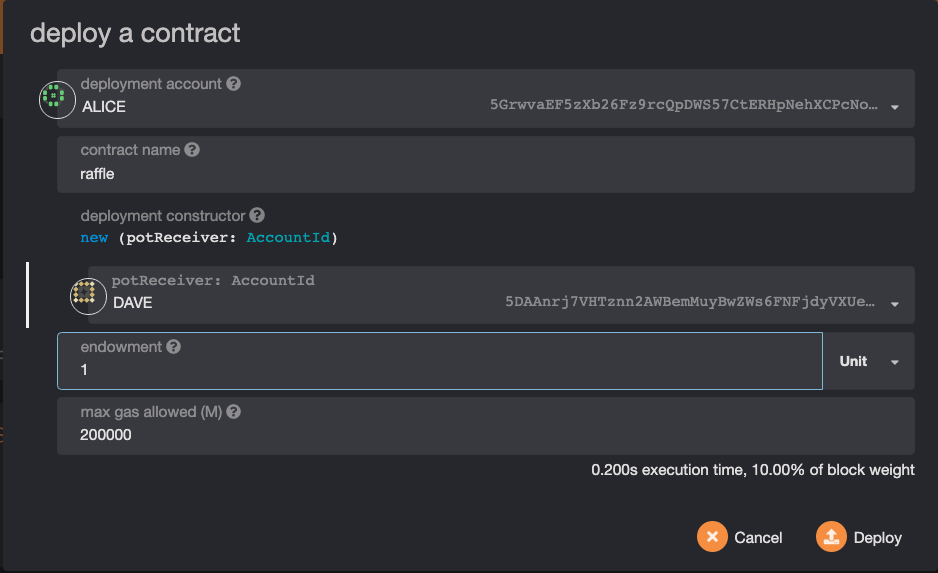 deploy a contract
deployment account
ALICE 5GrwvaEF5zXb26Fz9rcQpDWS57CtERHpNehXCPcNo…
contract name
raffle
deployment constructor
new (potReceiver: AccountId)
potReceiver: AccountId
DAVE 5DAAnrj7VHTznn2AWBemMuyBwZWs6FNFjdyVXUe…
endowment
1 Unit
max gas allowed (M)
200000
0.200s execution time, 10.00% of block weight
Cancel Deploy